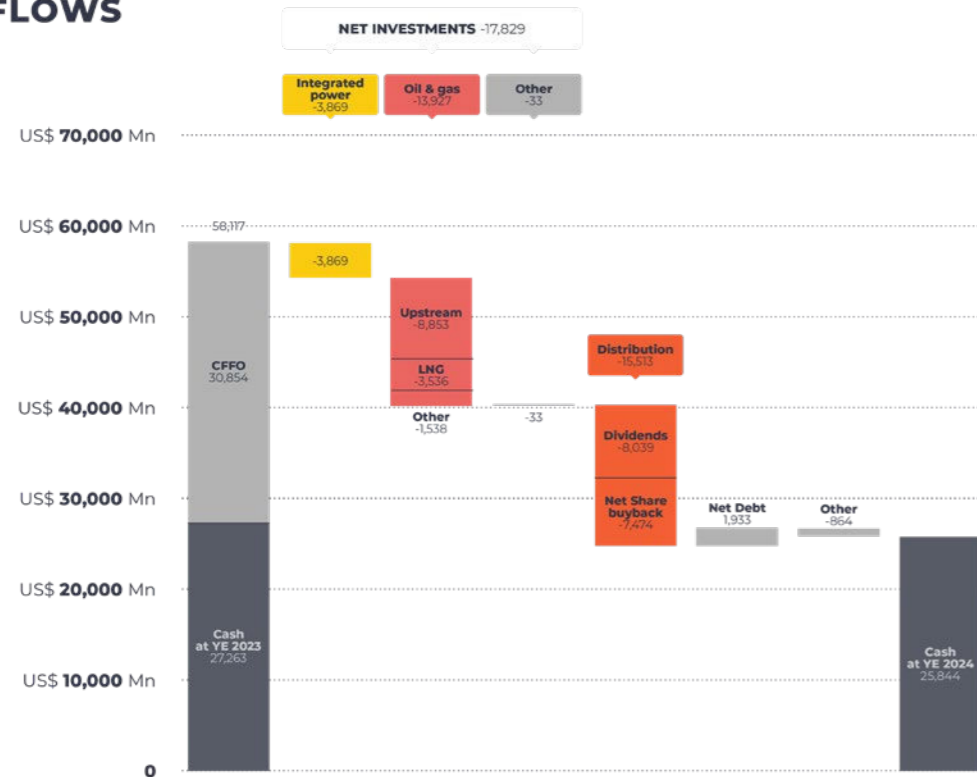 FLOWS
NET INVESTMENTS -17,829
Integrated
power
-3,869
Oil & gas
-13,927
Other
-33
US$ 70,000 Mn
US$ 60,000 Mn
58,117
-3,869
US$ 50,000 Mn
Upstream
-8,853
CFFO
30,854
LNG
-3,536
Distribution
-15,513
US$ 40,000 Mn
Other
-1,538
-33
Dividends
-8,039
US$ 30,000 Mn
Net Share
buyback
-7,474
Net Debt
1,933
Other
-864
US$ 20,000 Mn
Cash
at YE 2023
27,263
Cash
at YE 2024
25,844
US$ 10,000 Mn
0